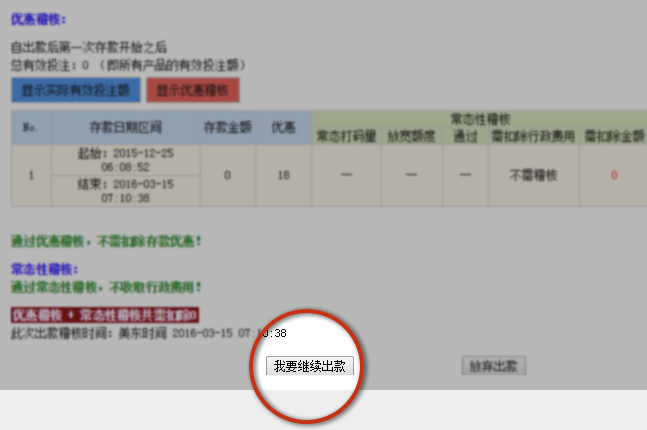 优惠稽核：
自出款后第一次存款开始之后
总有效投注：0 （即所有产品的有效投注额）
显示实际有效投注额 显示优惠稽核
常态性稽核
No. 存款日期区间 存款金额 优惠 常态打码量 放宽额度 通过 需扣除行政费用 需扣除金额
起始：2015-12-25
06:08:52
1 0 18 — — — 不需稽核 0
结束：2016-03-15
07:10:38
通过优惠稽核，不需扣除存款优惠！
常态性稽核：
通过常态性稽核，不收取行政费用！
优惠稽核 + 常态性稽核共需扣除0
此次出款稽核时间：美东时间 2016-03-15 07:10:38
我要继续出款 放弃出款